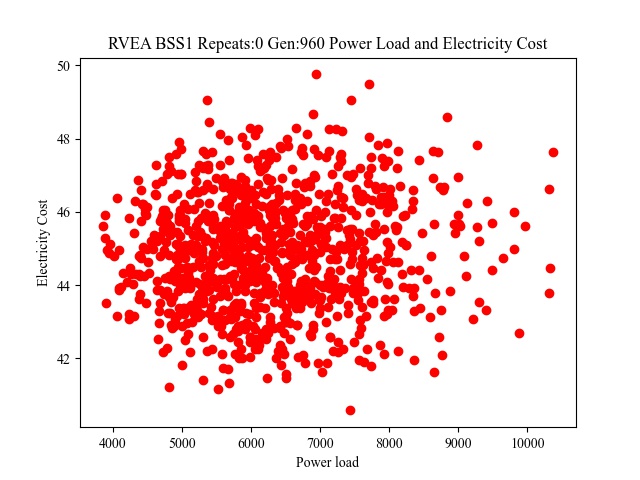 RVEA BSS1 Repeats:0 Gen:960 Power Load and Electricity Cost
50
48
46
44
42
Electricity Cost
4000 5000 6000 7000 8000 9000 10000
Power load